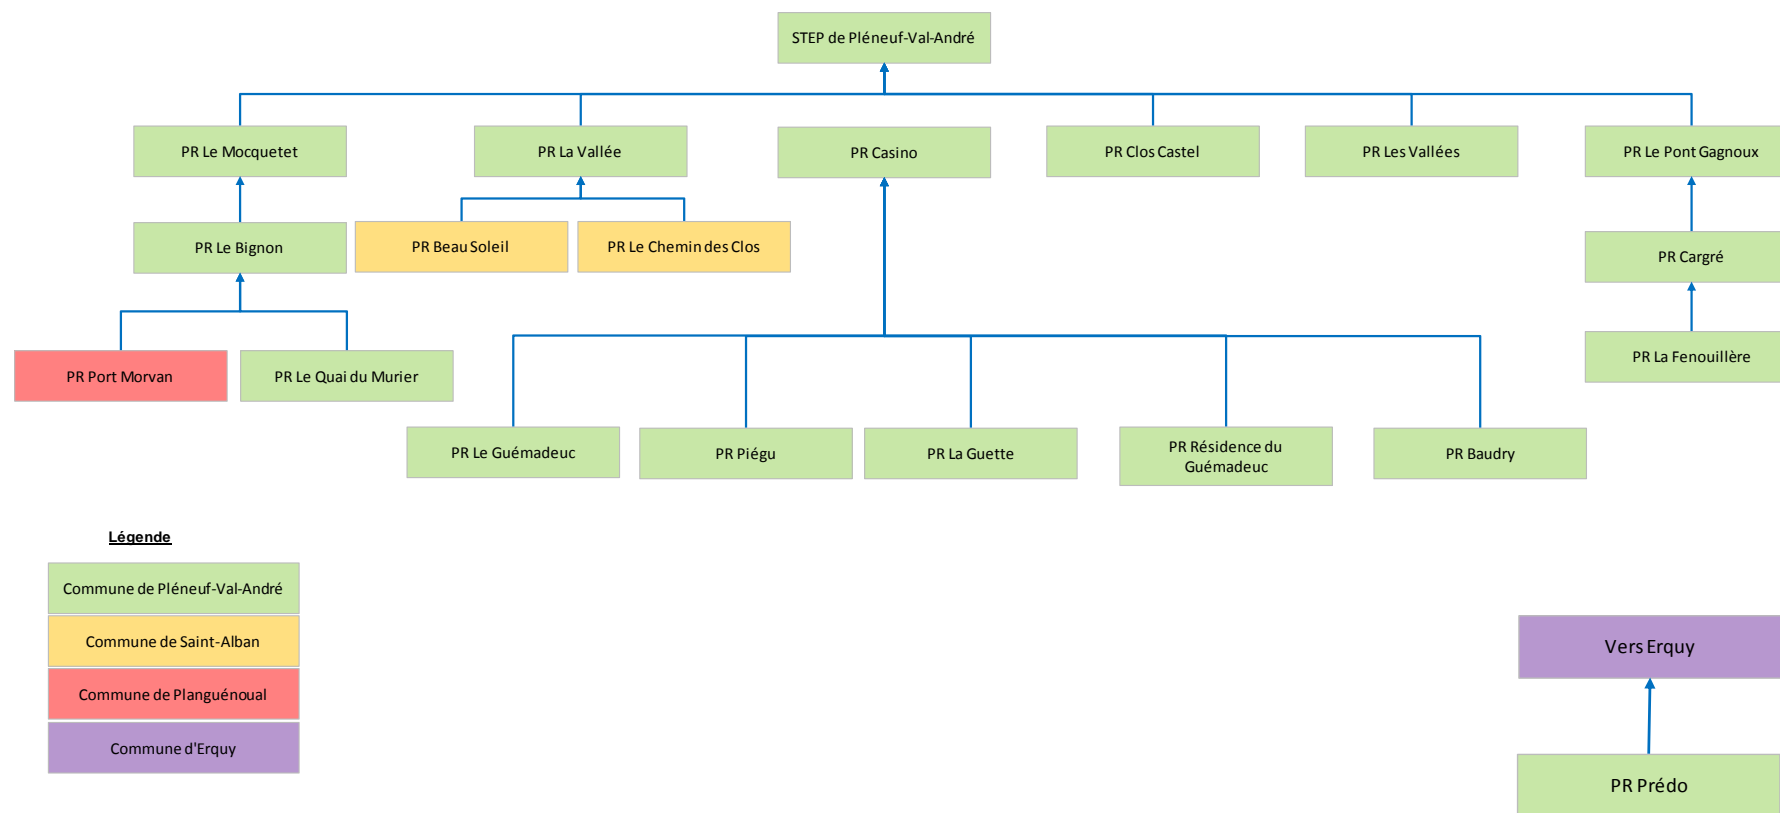 STEP de Pléneuf-Val-André
PR Le Mocquetet
PR La Vallée
PR Casino
PR Clos Castel
PR Les Vallées
PR Le Pont Gagnoux
PR Le Bignon
PR Beau Soleil
PR Le Chemin des Clos
PR Cargré
PR Port Morvan
PR Le Quai du Murier
PR La Fenouillère
PR Le Guémadeuc
PR Piégu
PR La Guette
PR Résidence du
Guémadeuc
PR Baudry
Légende
Commune de Pléneuf-Val-André
Commune de Saint-Alban
Commune de Planguénoual
Commune d'Erquy
Vers Erquy
PR Prédo